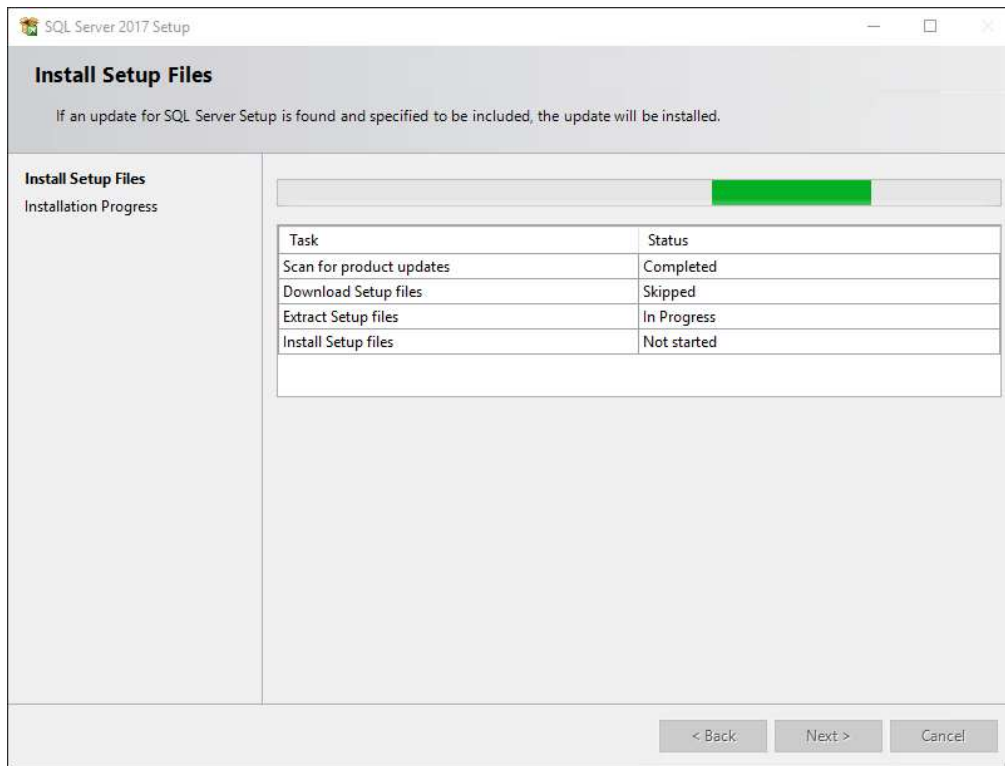 SQL Server 2017 Setup
Install Setup Files
If an update for SQL Server Setup is found and specified to be included, the update will be installed.
Install Setup Files
Installation Progress
Task Status
Scan for product updates Completed
Download Setup files Skipped
Extract Setup files In Progress
Install Setup files Not started
< Back Next > Cancel